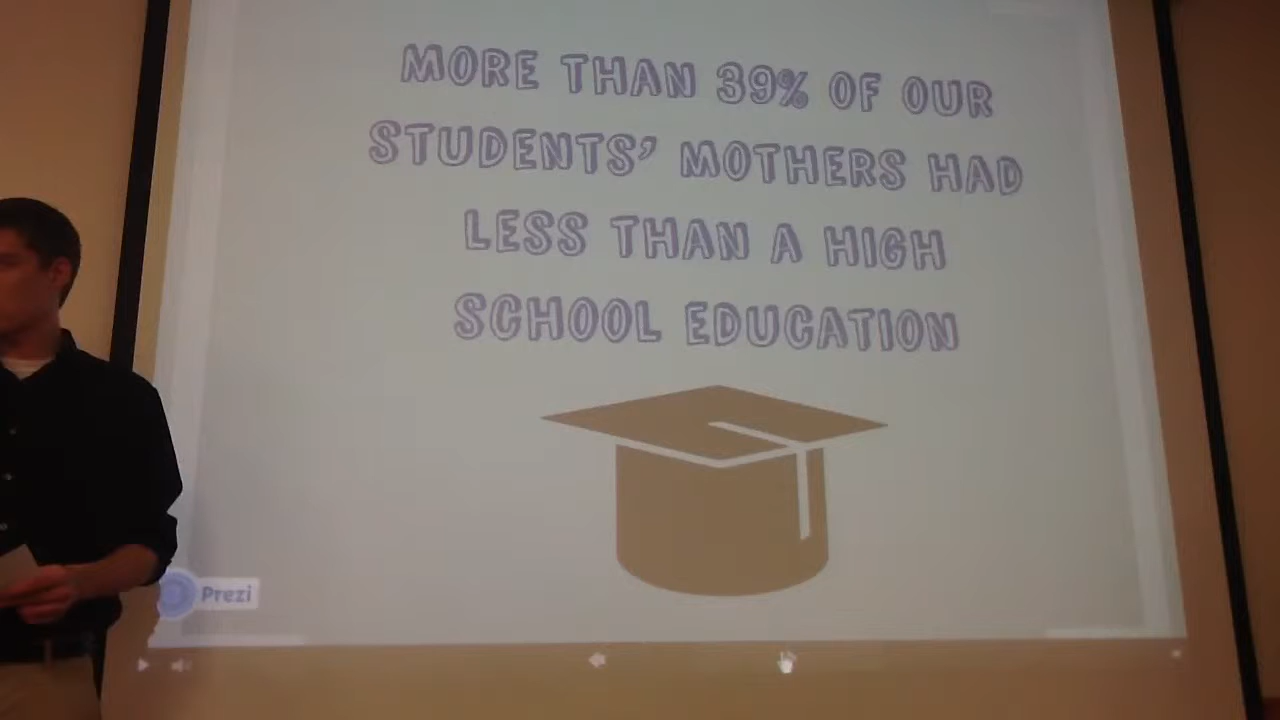 MORE THAN 39% OF OUR
STUDENTS' MOTHERS HAD
LESS THAN A HIGH
SCHOOL EDUCATION
Prezi